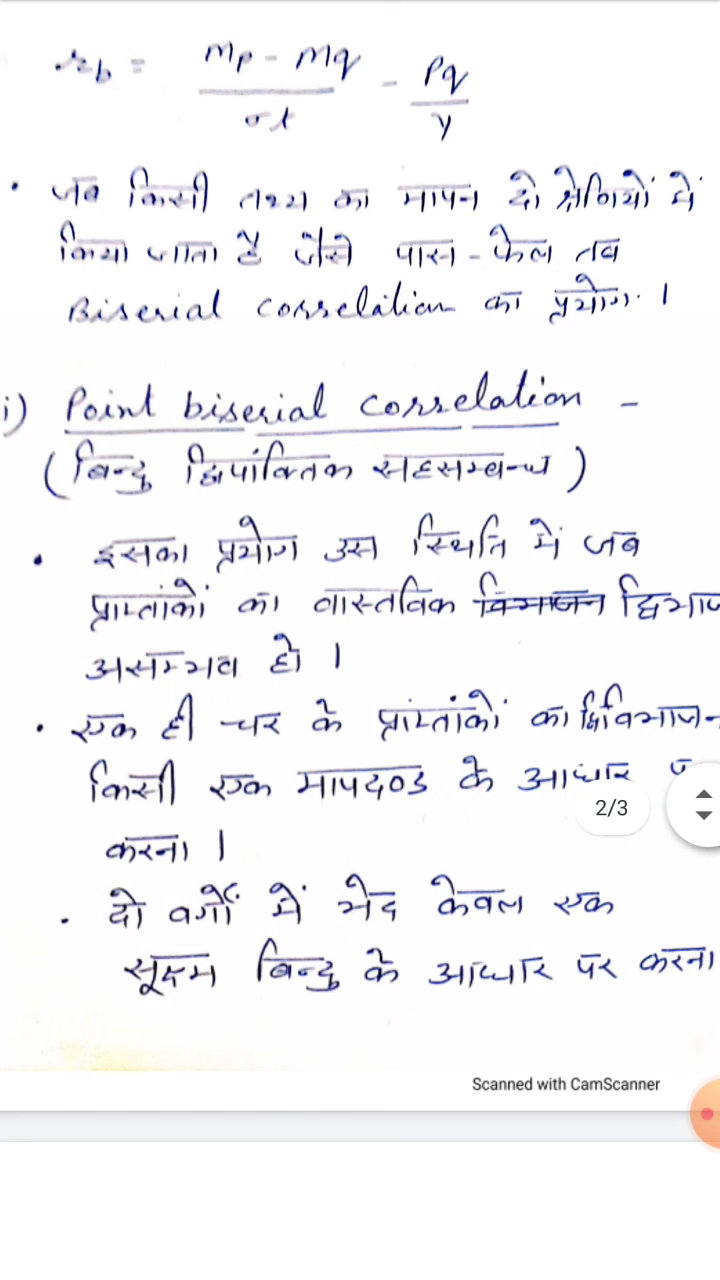 rb = Mp - Mq / σt - Pq / y
• जब किसी तथ्य का मापन दो श्रेणियों में
किया जाता है जैसे पास - फेल तब
Biserial correlation का प्रयोग ।
i) Point biserial correlation -
( बिन्दु द्विपांक्तिक सहसम्बन्ध )
• इसका प्रयोग उस स्थिति में जब
प्राप्तांकों का वास्तविक विभाजन द्विभाज
असम्भव हो ।
• एक ही चर के प्राप्तांकों का द्विविभाजन
किसी एक मापदण्ड के आधार प
2/3
करना ।
• दो वर्गों में भेद केवल एक
सूक्ष्म बिन्दु के आधार पर करना
Scanned with CamScanner